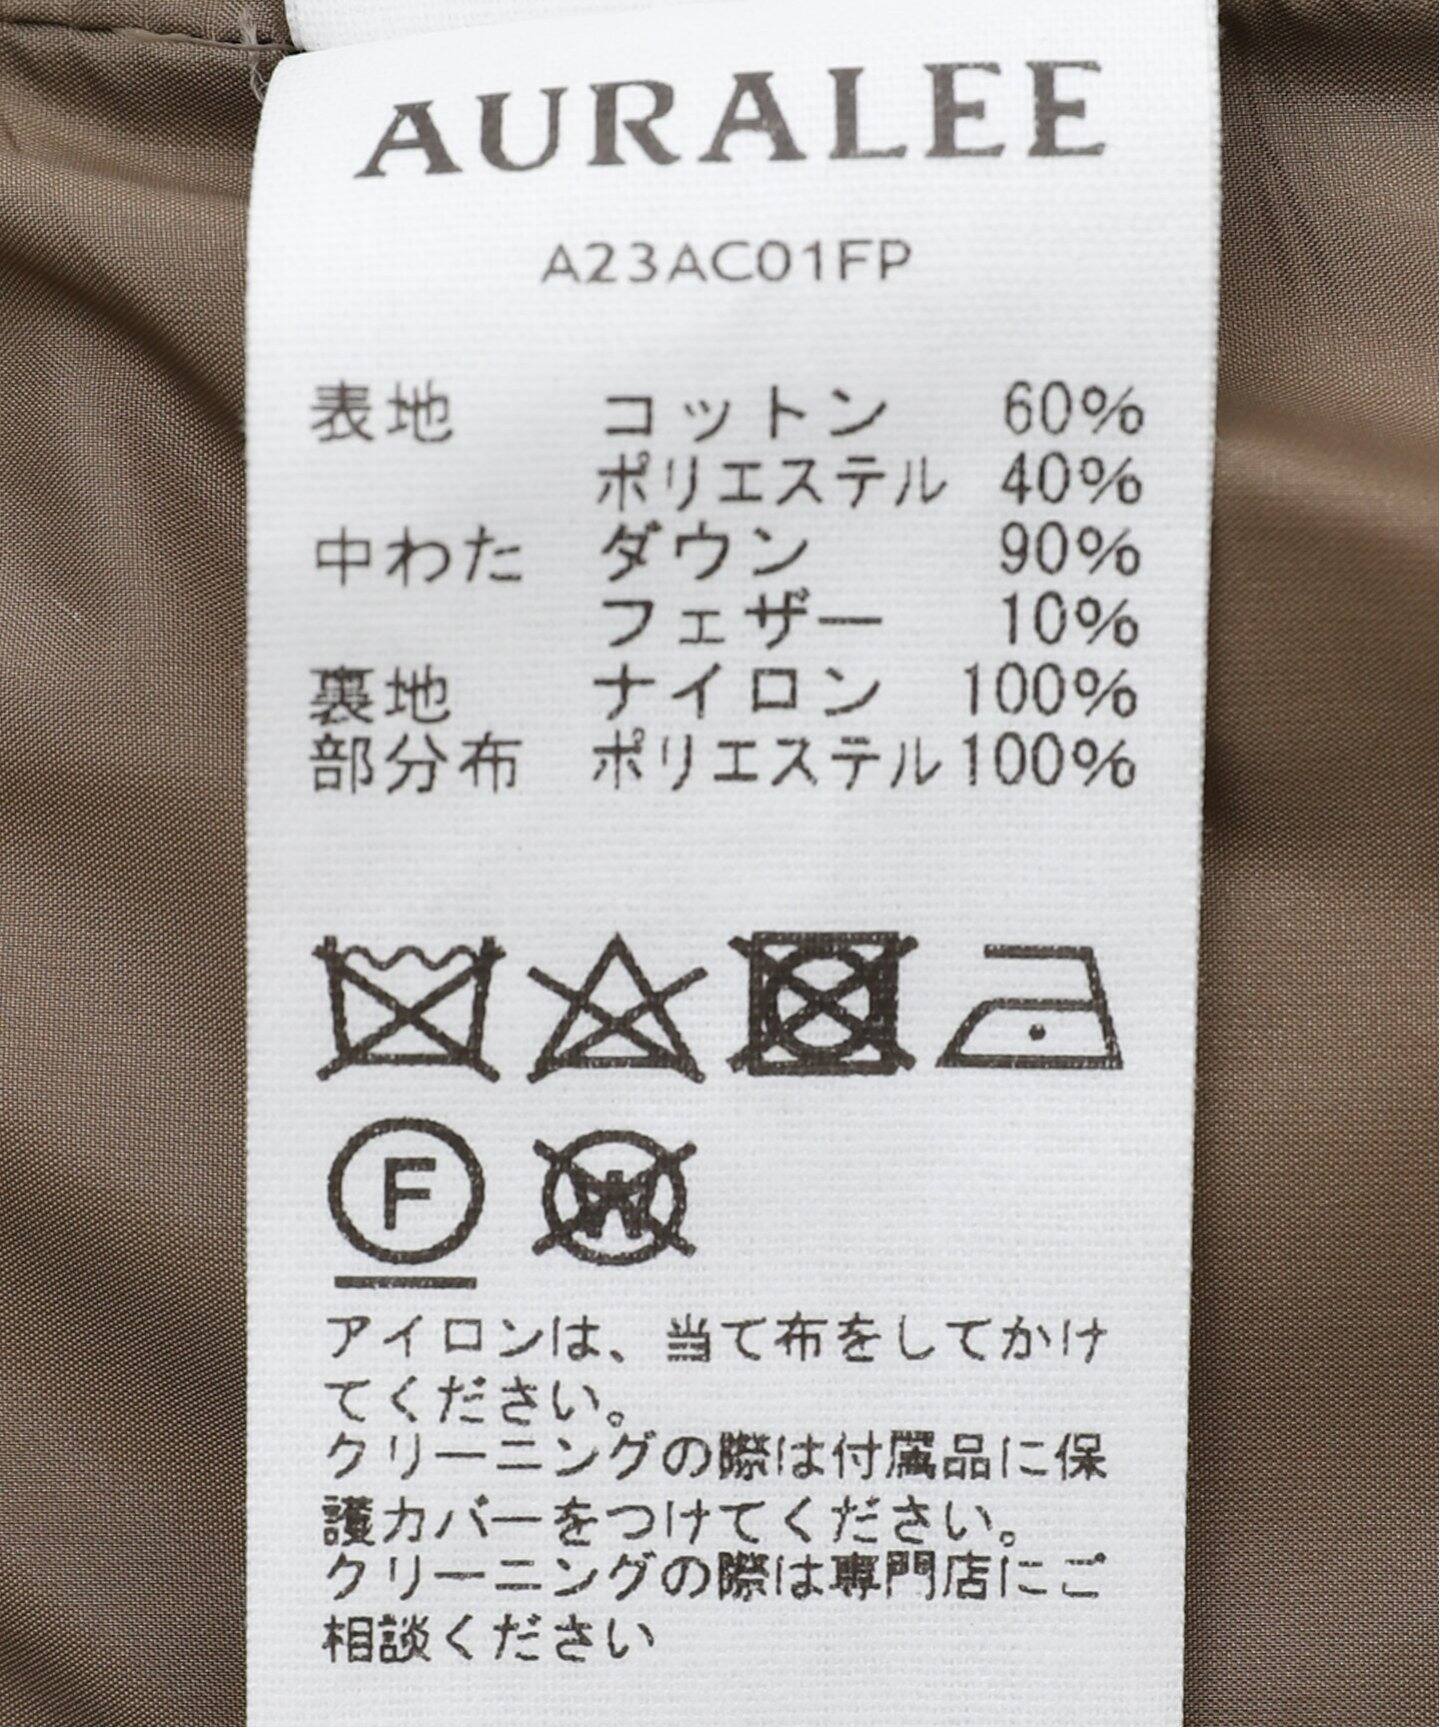 AURALEE
A23AC01FP
表地 コットン 60%
ポリエステル 40%
中わた ダウン 90%
フェザー 10%
裏地 ナイロン 100%
部分布 ポリエステル 100%
F W
アイロンは、当て布をしてかけ
てください。
クリーニングの際は付属品に保
護カバーをつけてください。
クリーニングの際は専門店にご
相談ください